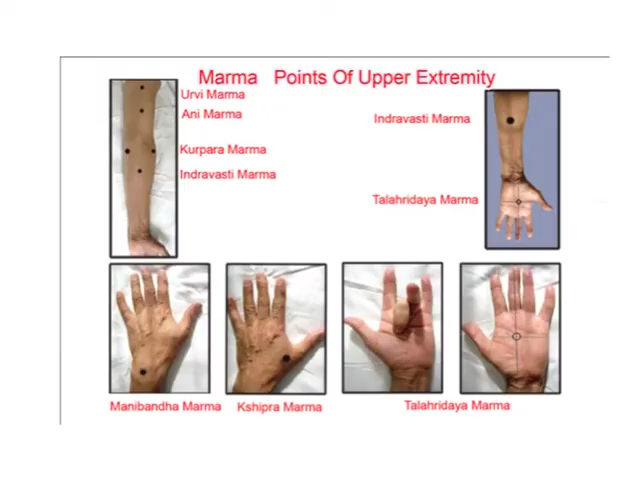 Marma Points Of Upper Extremity
Urvi Marma
Ani Marma
Kurpara Marma
Indravasti Marma
Indravasti Marma
Talahridaya Marma
Manibandha Marma
Kshipra Marma
Talahridaya Marma